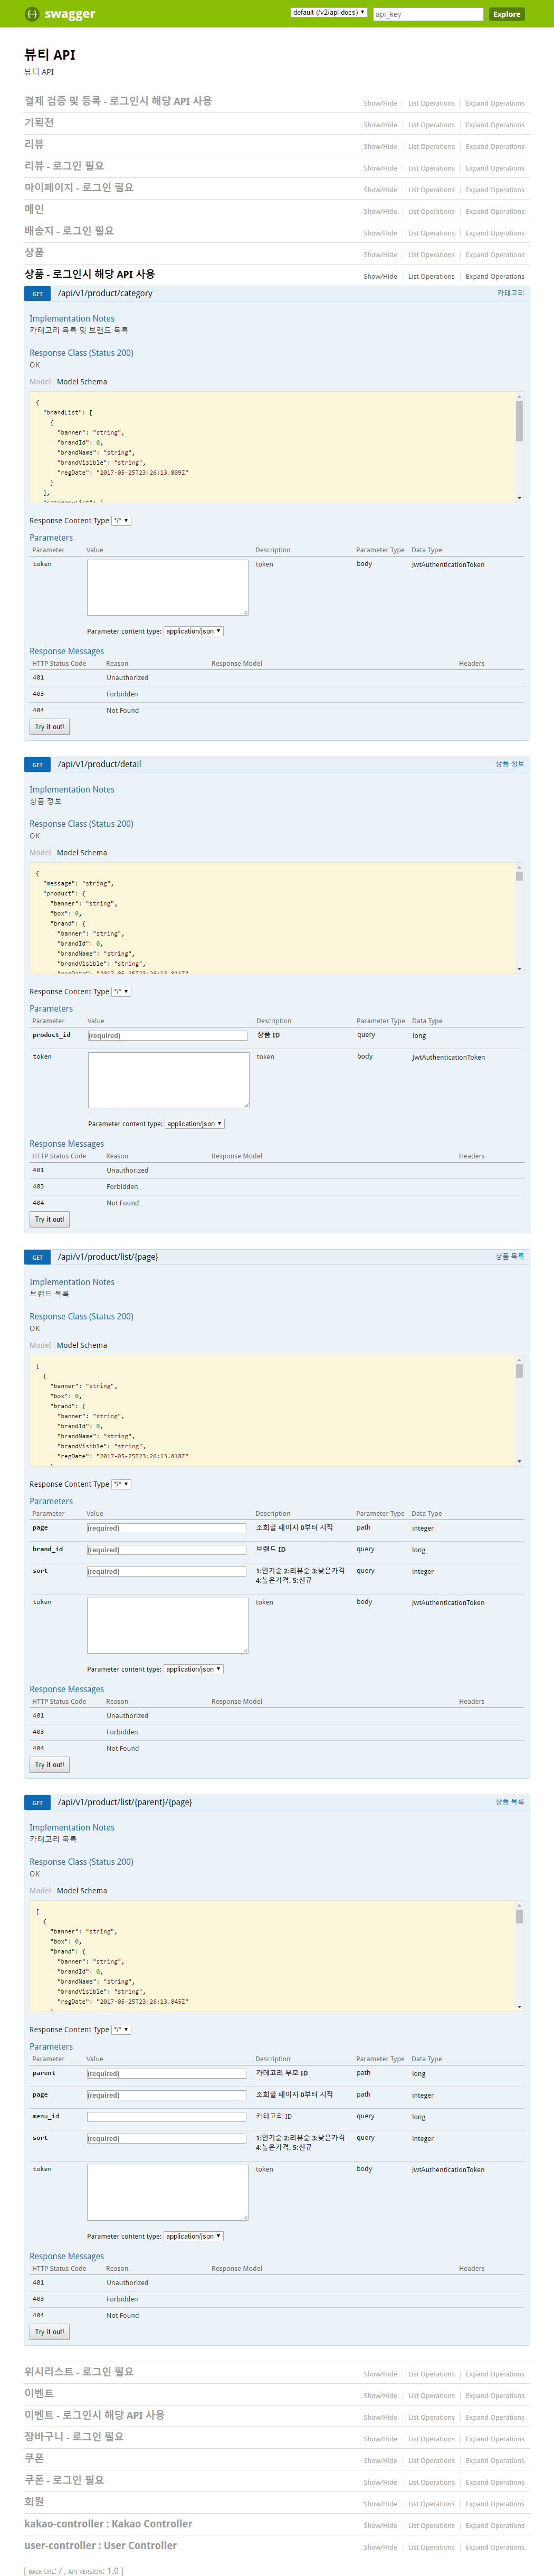 swagger
default (/v2/api-docs)
api_key
Explore
뷰티 API
뷰티 API
결제 검증 및 등록 - 로그인시 해당 API 사용 Show/Hide List Operations Expand Operations
기획전 Show/Hide List Operations Expand Operations
리뷰 Show/Hide List Operations Expand Operations
리뷰 - 로그인 필요 Show/Hide List Operations Expand Operations
마이페이지 - 로그인 필요 Show/Hide List Operations Expand Operations
메인 Show/Hide List Operations Expand Operations
배송지 - 로그인 필요 Show/Hide List Operations Expand Operations
상품 Show/Hide List Operations Expand Operations
상품 - 로그인시 해당 API 사용 Show/Hide List Operations Expand Operations
GET /api/v1/product/category 카테고리
Implementation Notes
카테고리 목록 및 브랜드 목록
Response Class (Status 200)
OK
Model Model Schema
{
"brandList": [
{
"banner": "string",
"brandId": 0,
"brandName": "string",
"brandVisible": "string",
"regDate": "2017-05-25T23:26:13.809Z"
}
],
"categoryList": [
Response Content Type */*
Parameters
Parameter Value Description Parameter Type Data Type
token token body JwtAuthenticationToken
Parameter content type: application/json
Response Messages
HTTP Status Code Reason Response Model Headers
401 Unauthorized
403 Forbidden
404 Not Found
Try it out!
GET /api/v1/product/detail 상품 정보
Implementation Notes
상품 정보
Response Class (Status 200)
OK
Model Model Schema
{
"message": "string",
"product": {
"banner": "string",
"box": 0,
"brand": {
"banner": "string",
"brandId": 0,
"brandName": "string",
"brandVisible": "string",
"regDate": "2017-05-25T23:26:13.811Z"
Response Content Type */*
Parameters
Parameter Value Description Parameter Type Data Type
product_id (required) 상품 ID query long
token token body JwtAuthenticationToken
Parameter content type: application/json
Response Messages
HTTP Status Code Reason Response Model Headers
401 Unauthorized
403 Forbidden
404 Not Found
Try it out!
GET /api/v1/product/list/{page} 상품 목록
Implementation Notes
브랜드 목록
Response Class (Status 200)
OK
Model Model Schema
[
{
"banner": "string",
"box": 0,
"brand": {
"banner": "string",
"brandId": 0,
"brandName": "string",
"brandVisible": "string",
"regDate": "2017-05-25T23:26:13.818Z"
}
Response Content Type */*
Parameters
Parameter Value Description Parameter Type Data Type
page (required) 조회할 페이지 0부터 시작 path integer
brand_id (required) 브랜드 ID query long
sort (required) 1:인기순 2:리뷰순 3:낮은가격 query integer
4:높은가격, 5:신규
token token body JwtAuthenticationToken
Parameter content type: application/json
Response Messages
HTTP Status Code Reason Response Model Headers
401 Unauthorized
403 Forbidden
404 Not Found
Try it out!
GET /api/v1/product/list/{parent}/{page} 상품 목록
Implementation Notes
카테고리 목록
Response Class (Status 200)
OK
Model Model Schema
[
{
"banner": "string",
"box": 0,
"brand": {
"banner": "string",
"brandId": 0,
"brandName": "string",
"brandVisible": "string",
"regDate": "2017-05-25T23:26:13.845Z"
}
Response Content Type */*
Parameters
Parameter Value Description Parameter Type Data Type
parent (required) 카테고리 부모 ID path long
page (required) 조회할 페이지 0부터 시작 path integer
menu_id 카테고리 ID query long
sort (required) 1:인기순 2:리뷰순 3:낮은가격 query integer
4:높은가격, 5:신규
token token body JwtAuthenticationToken
Parameter content type: application/json
Response Messages
HTTP Status Code Reason Response Model Headers
401 Unauthorized
403 Forbidden
404 Not Found
Try it out!
위시리스트 - 로그인 필요 Show/Hide List Operations Expand Operations
이벤트 Show/Hide List Operations Expand Operations
이벤트 - 로그인시 해당 API 사용 Show/Hide List Operations Expand Operations
장바구니 - 로그인 필요 Show/Hide List Operations Expand Operations
쿠폰 Show/Hide List Operations Expand Operations
쿠폰 - 로그인 필요 Show/Hide List Operations Expand Operations
회원 Show/Hide List Operations Expand Operations
kakao-controller : Kakao Controller Show/Hide List Operations Expand Operations
user-controller : User Controller Show/Hide List Operations Expand Operations
[ BASE URL: / , API VERSION: 1.0 ]